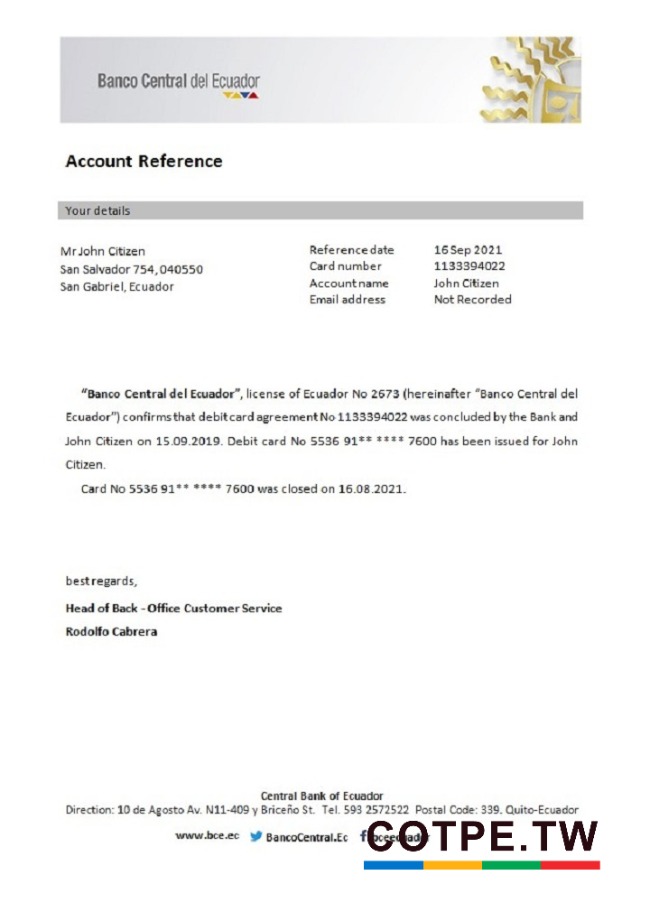 Banco Central del Ecuador
Account Reference
Your details
Mr John Citizen
San Salvador 754, 040550
San Gabriel, Ecuador
Reference date 16 Sep 2021
Card number 1133394022
Account name John Citizen
Email address Not Recorded
“Banco Central del Ecuador”, license of Ecuador No 2673 (hereinafter “Banco Central del
Ecuador”) confirms that debit card agreement No 1133394022 was concluded by the Bank and
John Citizen on 15.09.2019. Debit card No 5536 91** **** 7600 has been issued for John
Citizen.
Card No 5536 91** **** 7600 was closed on 16.08.2021.
best regards,
Head of Back - Office Customer Service
Rodolfo Cabrera
Central Bank of Ecuador
Direction: 10 de Agosto Av. N11-409 y Briceño St. Tel. 593 2572522 Postal Code: 339. Quito-Ecuador
www.bce.ec BancoCentral.Ec
COTPE.TW